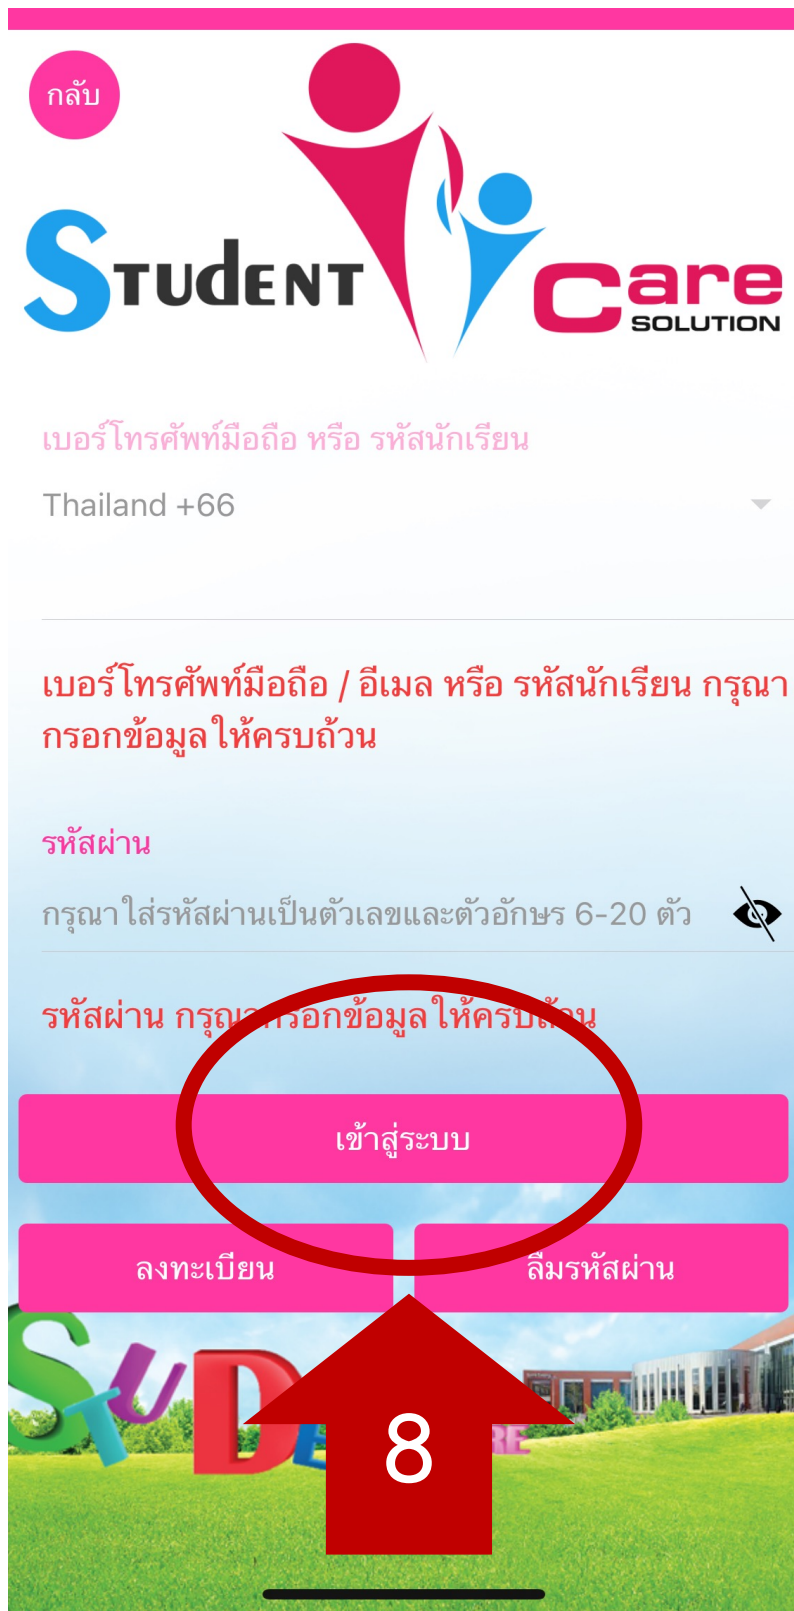 กลับ
STUDENT Care
SOLUTION
เบอร์โทรศัพท์มือถือ หรือ รหัสนักเรียน
Thailand +66
เบอร์โทรศัพท์มือถือ / อีเมล หรือ รหัสนักเรียน กรุณา
กรอกข้อมูลให้ครบถ้วน
รหัสผ่าน
กรุณาใส่รหัสผ่านเป็นตัวเลขและตัวอักษร 6-20 ตัว
รหัสผ่าน กรุณากรอกข้อมูลให้ครบถ้วน
เข้าสู่ระบบ
ลงทะเบียน ลืมรหัสผ่าน
8